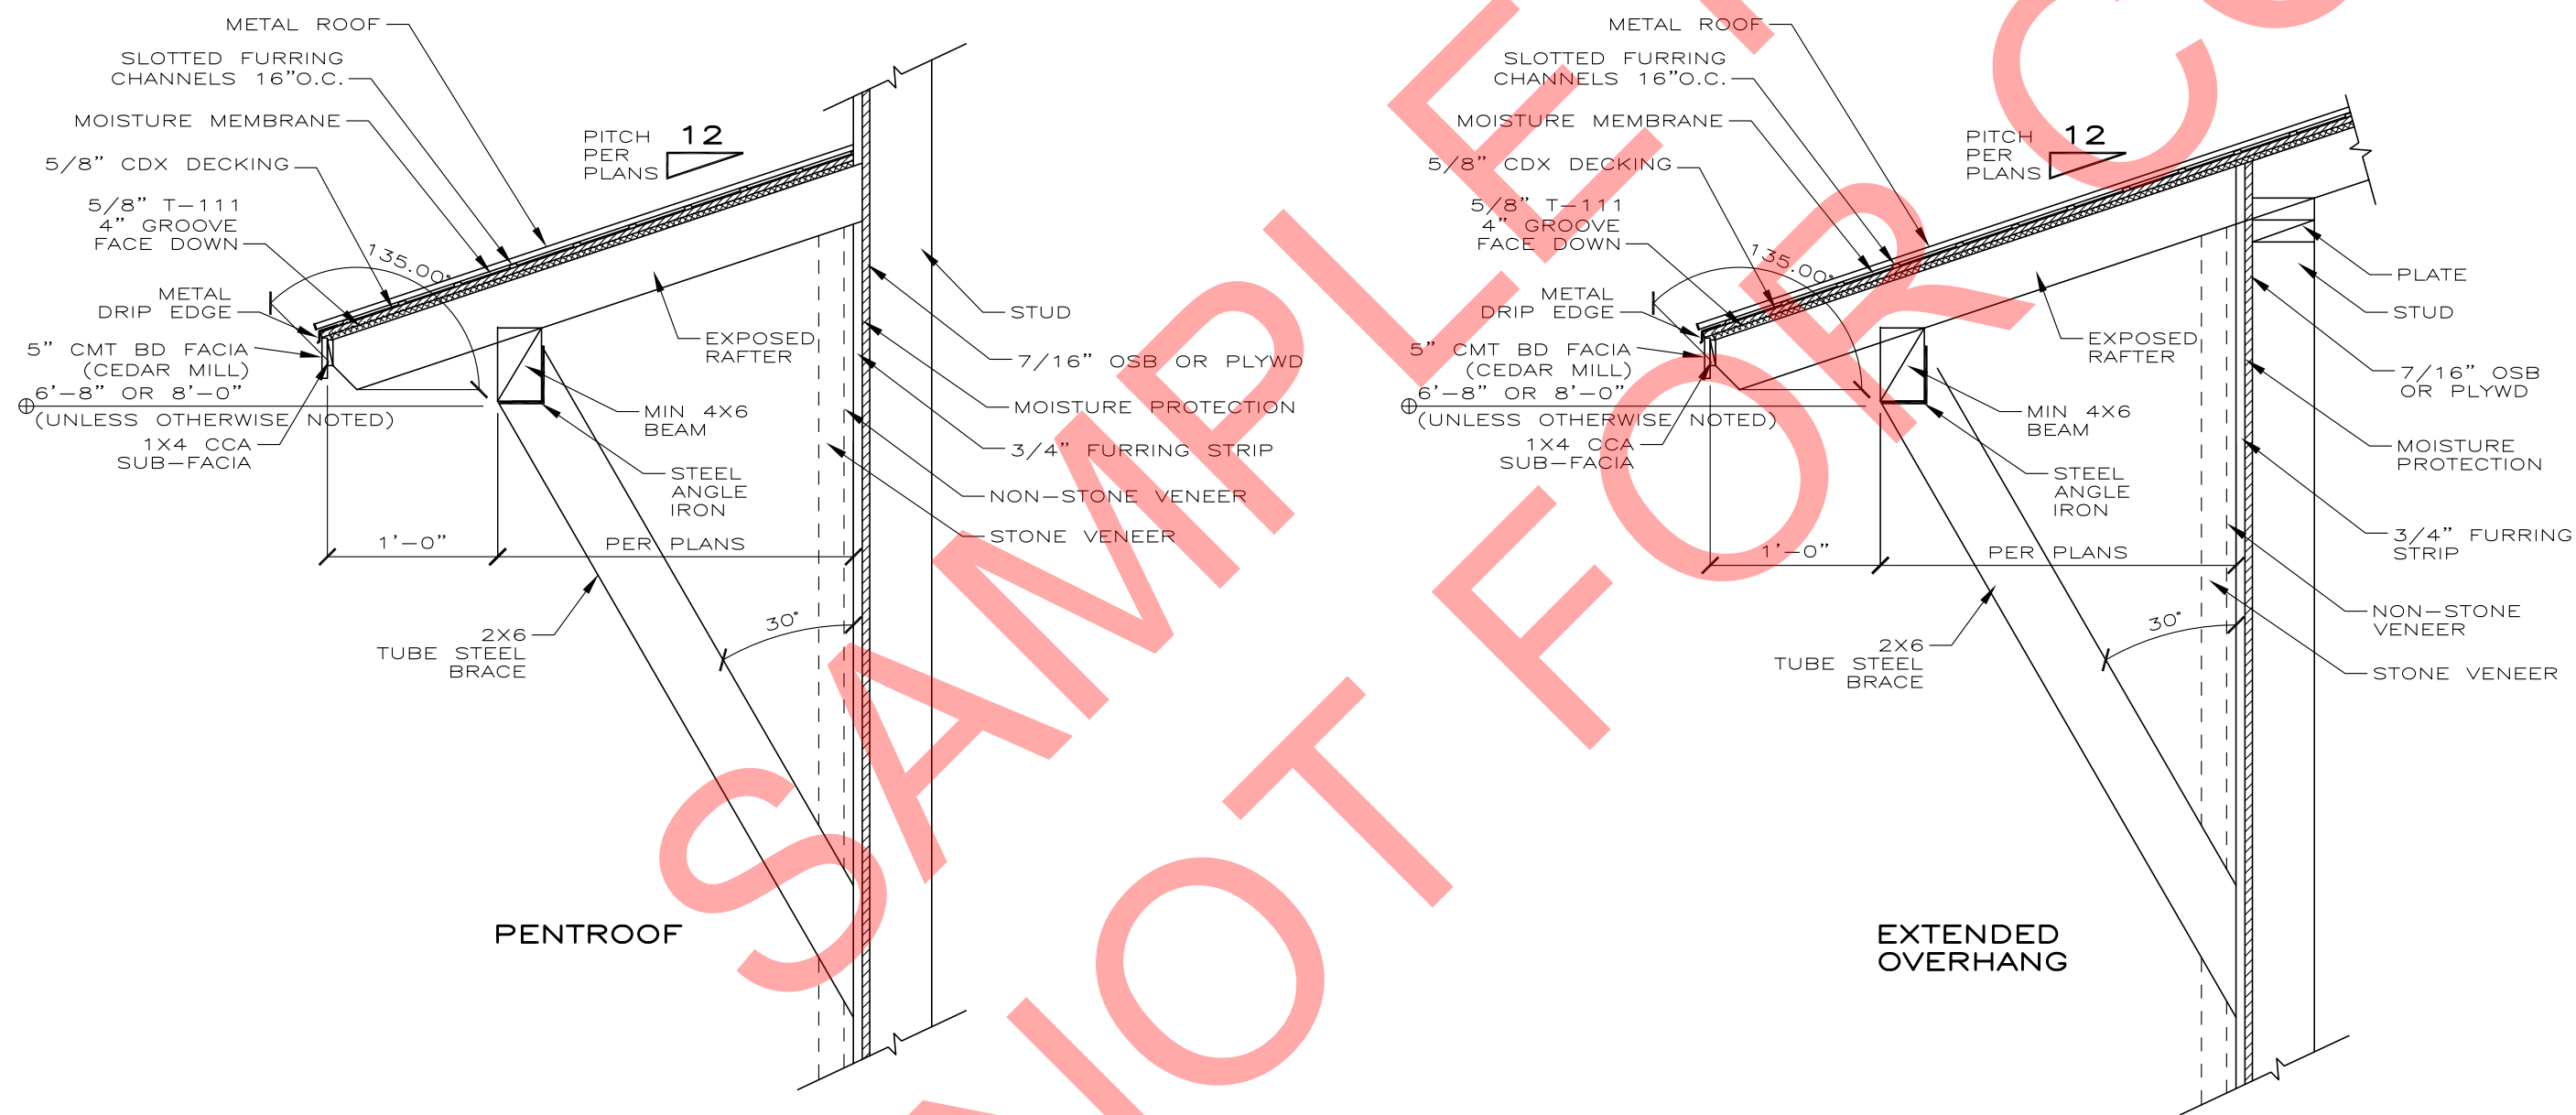 METAL ROOF
SLOTTED FURRING
CHANNELS 16"O.C.
MOISTURE MEMBRANE
5/8" CDX DECKING
5/8" T-111
4" GROOVE
FACE DOWN
135.00°
METAL
DRIP EDGE
5" CMT BD FACIA
(CEDAR MILL)
6'-8" OR 8'-0"
(UNLESS OTHERWISE NOTED)
1X4 CCA
SUB-FACIA
PITCH
PER
PLANS
12
EXPOSED
RAFTER
MIN 4X6
BEAM
STEEL
ANGLE
IRON
1'-0"
PER PLANS
30°
2X6
TUBE STEEL
BRACE
STUD
7/16" OSB OR PLYWD
MOISTURE PROTECTION
3/4" FURRING STRIP
NON-STONE VENEER
STONE VENEER
PENTROOF
METAL ROOF
SLOTTED FURRING
CHANNELS 16"O.C.
MOISTURE MEMBRANE
5/8" CDX DECKING
5/8" T-111
4" GROOVE
FACE DOWN
135.00°
METAL
DRIP EDGE
5" CMT BD FACIA
(CEDAR MILL)
6'-8" OR 8'-0"
(UNLESS OTHERWISE NOTED)
1X4 CCA
SUB-FACIA
PITCH
PER
PLANS
12
EXPOSED
RAFTER
MIN 4X6
BEAM
STEEL
ANGLE
IRON
1'-0"
PER PLANS
30°
2X6
TUBE STEEL
BRACE
PLATE
STUD
7/16" OSB
OR PLYWD
MOISTURE
PROTECTION
3/4" FURRING
STRIP
NON-STONE
VENEER
STONE VENEER
EXTENDED
OVERHANG
SAMPLE
NOT FOR CO